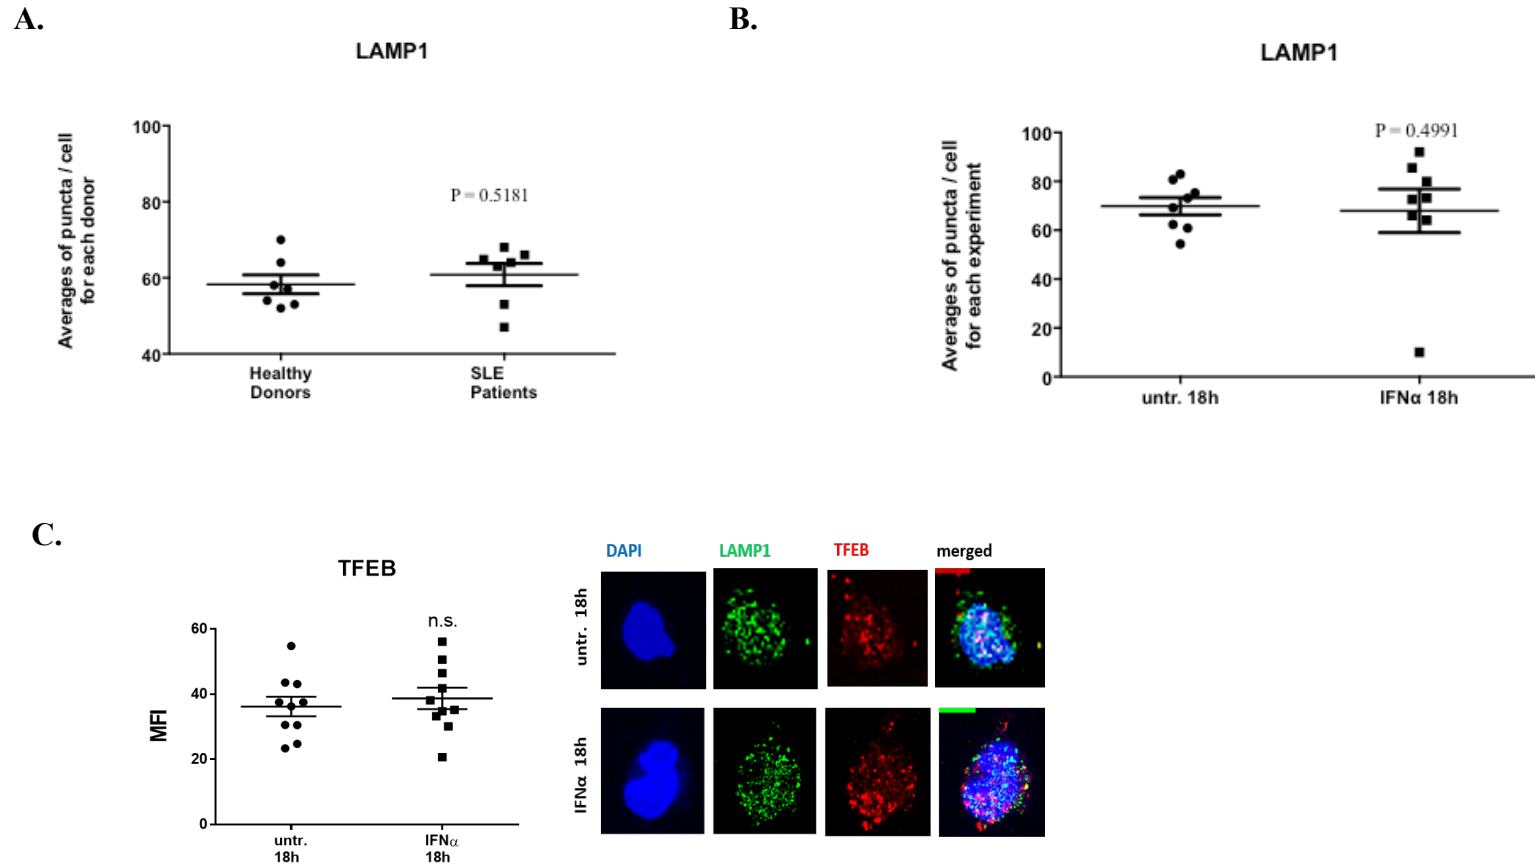 A.
LAMP1
Averages of puncta / cell
for each donor
100
80
60
40
P = 0.5181
Healthy
Donors
SLE
Patients
B.
LAMP1
Averages of puncta / cell
for each experiment
100
80
60
40
20
0
P = 0.4991
untr. 18h
IFNα 18h
C.
TFEB
MFI
60
40
20
0
n.s.
untr.
18h
IFNα
18h
DAPI
LAMP1
TFEB
merged
untr. 18h
IFNα 18h